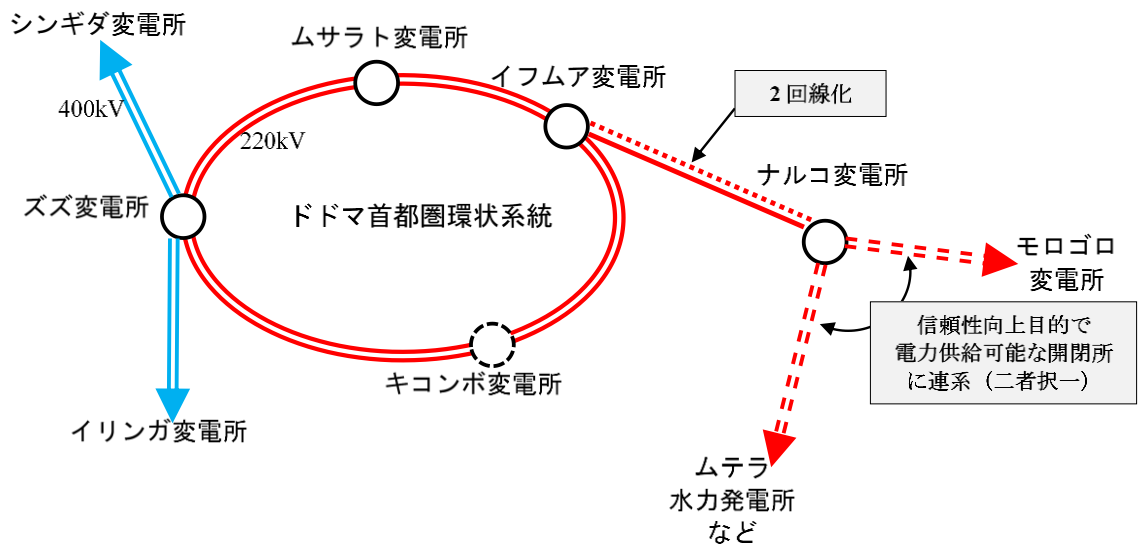 シンギダ変電所
ムサラト変電所
イフムア変電所
2 回線化
400kV
220kV
ナルコ変電所
ズズ変電所
ドドマ首都圏環状系統
モロゴロ
変電所
信頼性向上目的で
電力供給可能な開閉所
に連系（二者択一）
キコンボ変電所
イリンガ変電所
ムテラ
水力発電所
など